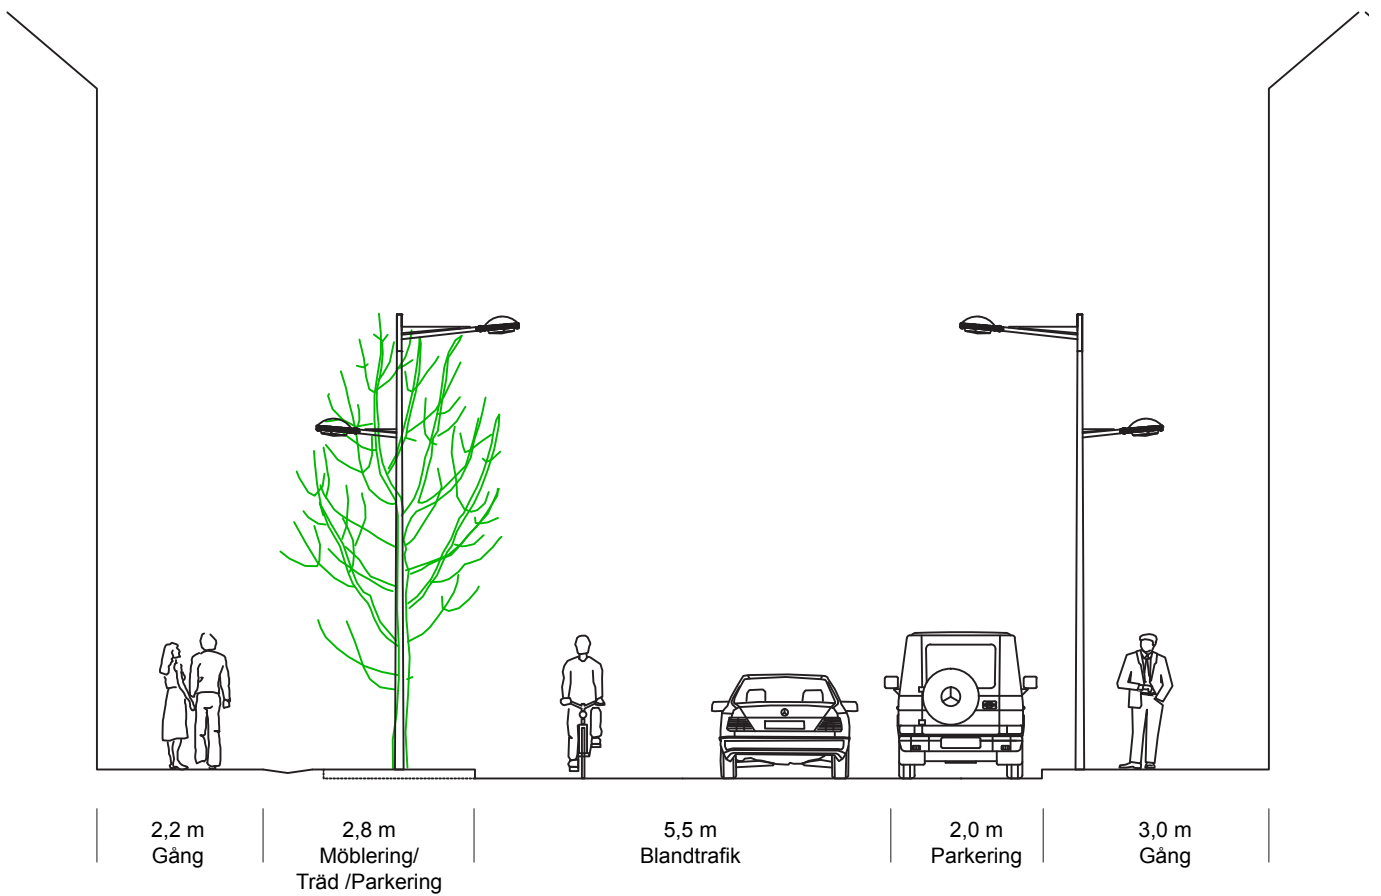 2,2 m
Gång
2,8 m
Möblering/
Träd /Parkering
5,5 m
Blandtrafik
2,0 m
Parkering
3,0 m
Gång